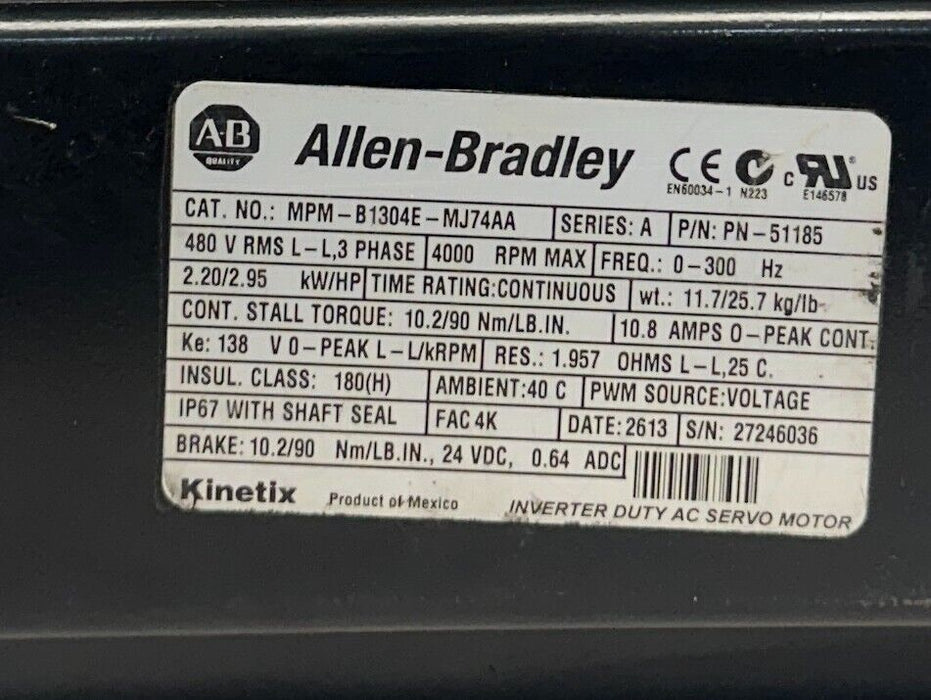 A-B
QUALITY
Allen-Bradley
CE
EN60034-1 N223
c RU US
E146578
CAT. NO.: MPM-B1304E-MJ74AA SERIES: A P/N: PN-51185
480 V RMS L-L,3 PHASE 4000 RPM MAX FREQ.: 0-300 Hz
2.20/2.95 kW/HP TIME RATING:CONTINUOUS wt.: 11.7/25.7 kg/lb
CONT. STALL TORQUE: 10.2/90 Nm/LB.IN. 10.8 AMPS O-PEAK CONT.
Ke: 138 V 0-PEAK L-L/kRPM RES.: 1.957 OHMS L-L,25 C.
INSUL. CLASS: 180(H) AMBIENT:40 C PWM SOURCE:VOLTAGE
IP67 WITH SHAFT SEAL FAC 4K DATE:2613 S/N: 27246036
BRAKE: 10.2/90 Nm/LB.IN., 24 VDC, 0.64 ADC
Kinetix Product of Mexico INVERTER DUTY AC SERVO MOTOR